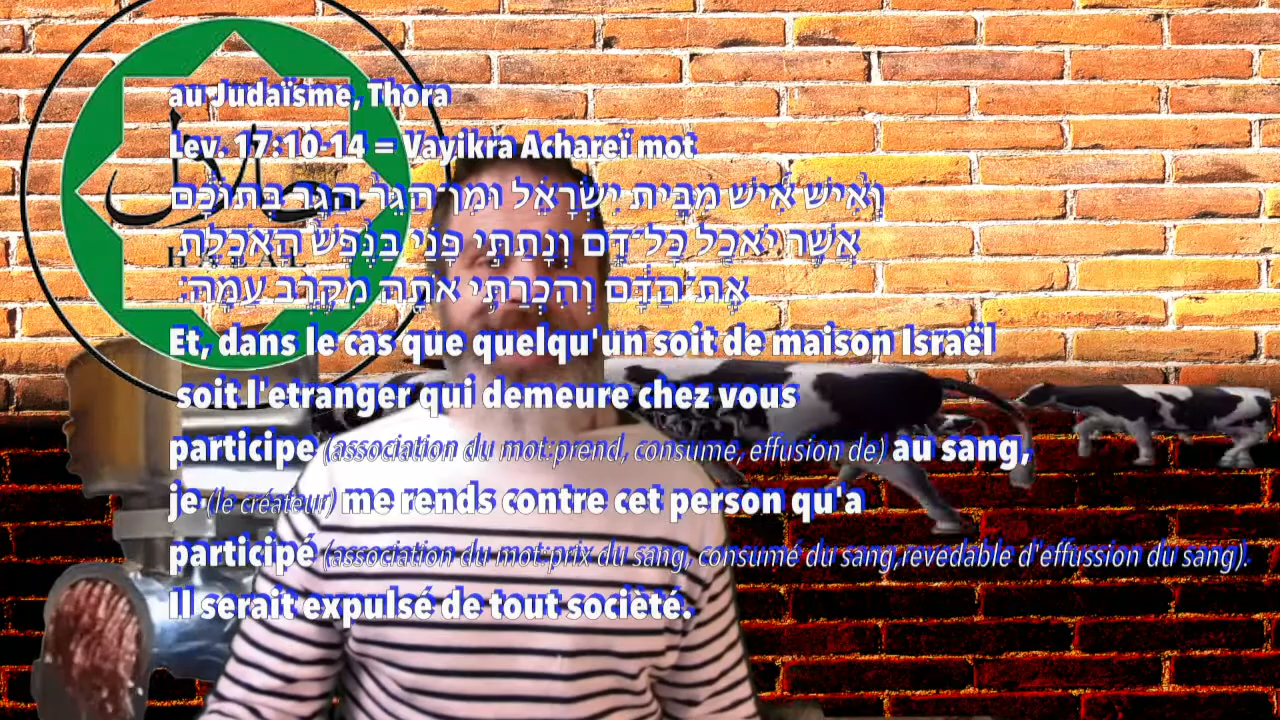 au Judaïsme, Thora
Lev. 17:10-14 = Vayikra Achareï mot
וְאִישׁ אִישׁ מִבֵּית יִשְׂרָאֵל וּמִן־הַגֵּר הַגָּר בְּתוֹכָם
אֲשֶׁר יֹאכַל כָּל־דָּם וְנָתַתִּי פָנַי בַּנֶּפֶשׁ הָאֹכֶלֶת
אֶת־הַדָּם וְהִכְרַתִּי אֹתָהּ מִקֶּרֶב עַמָּהּ׃
Et, dans le cas que quelqu'un soit de maison Israël
soit l'etranger qui demeure chez vous
participe (association du mot:prend, consume, effusion de) au sang,
je (le créateur) me rends contre cet person qu'a
participé (association du mot:prix du sang, consumé du sang,revedable d'effussion du sang).
Il serait expulsé de tout socièté.
حلال
HALAL